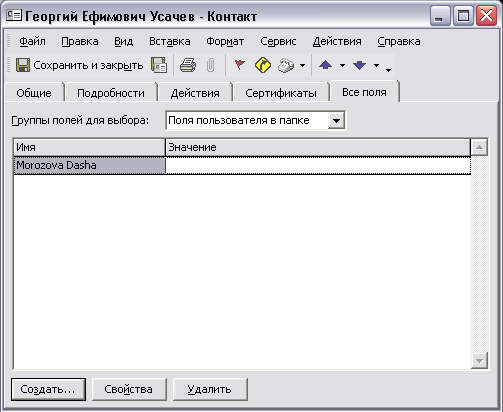 Георгий Ефимович Усачев - Контакт
Файл Правка Вид Вставка Формат Сервис Действия Справка
Сохранить и закрыть
Общие Подробности Действия Сертификаты Все поля
Группы полей для выбора: Поля пользователя в папке
Имя Значение
Morozova Dasha
Создать... Свойства Удалить